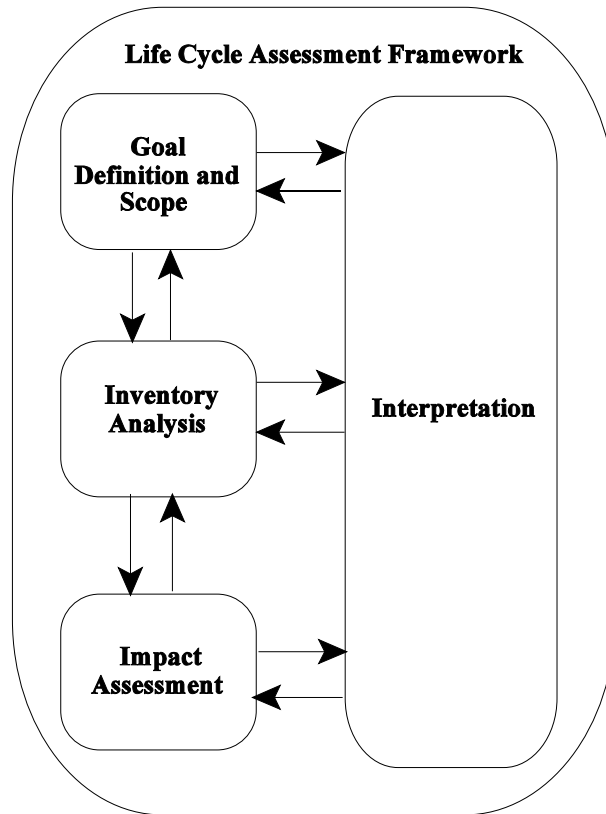 Life Cycle Assessment Framework
Goal
Definition and
Scope
Inventory
Analysis
Interpretation
Impact
Assessment